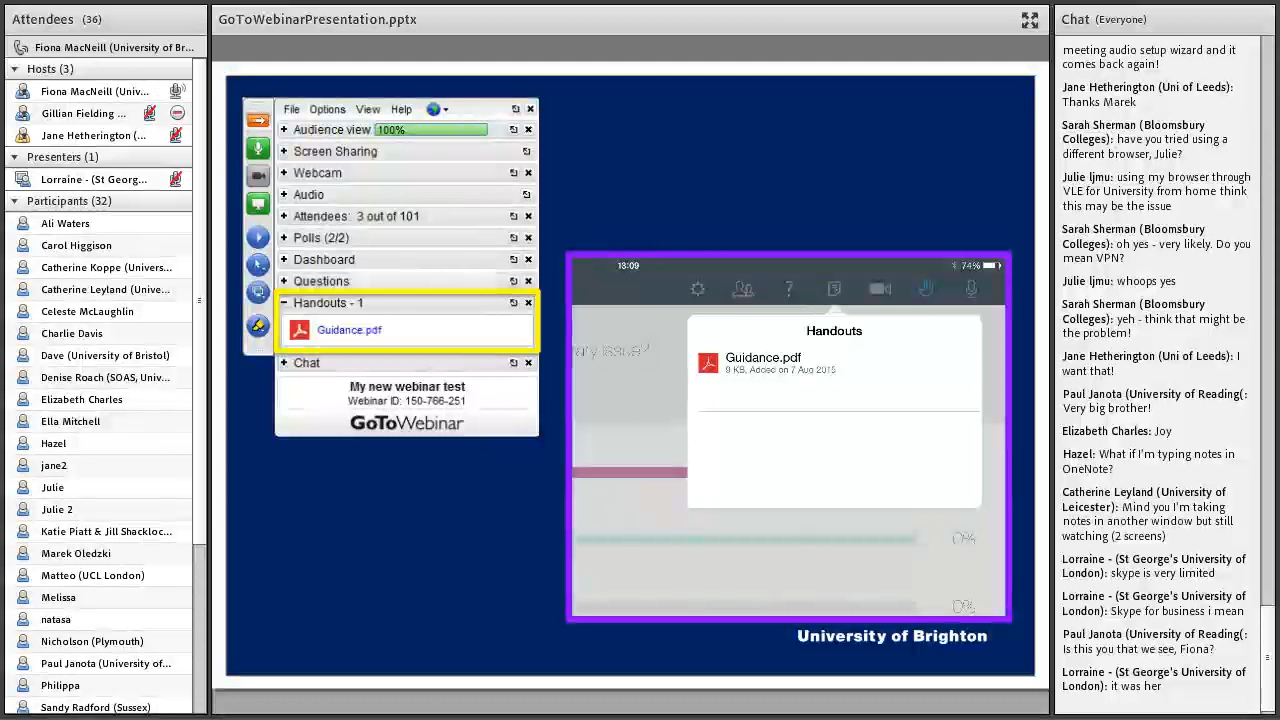 Attendees (36)
Fiona MacNeill (University of Br...
Hosts (3)
Fiona MacNeill (Univ...
Gillian Fielding ...
Jane Hetherington (...
Presenters (1)
Lorraine - (St Georg...
Participants (32)
Ali Waters
Carol Higgison
Catherine Koppe (Univers...
Catherine Leyland (Unive...
Celeste McLaughlin
Charlie Davis
Dave (University of Bristol)
Denise Roach (SOAS, Univ...
Elizabeth Charles
Ella Mitchell
Hazel
jane2
Julie
Julie 2
Katie Piatt & Jill Shackloc...
Marek Oledzki
Matteo (UCL London)
Melissa
natasa
Nicholson (Plymouth)
Paul Janota (University of...
Philippa
Sandy Radford (Sussex)
GoToWebinarPresentation.pptx
File Options View Help
Audience view 100%
Screen Sharing
Webcam
Audio
Attendees: 3 out of 101
Polls (2/2)
Dashboard
Questions
Handouts - 1
Guidance.pdf
Chat
My new webinar test
Webinar ID: 150-766-251
GoToWebinar
13:09 74%
Handouts
Guidance.pdf
9 KB, Added on 7 Aug 2015
ary issue?
0%
0%
University of Brighton
Chat (Everyone)
meeting audio setup wizard and it
comes back again!
Jane Hetherington (Uni of Leeds):
Thanks Marek
Sarah Sherman (Bloomsbury
Colleges): have you tried using a
different browser, Julie?
Julie ljmu: using my browser through
VLE for University from home think
this may be the issue
Sarah Sherman (Bloomsbury
Colleges): oh yes - very likely. Do you
mean VPN?
Julie ljmu: whoops yes
Sarah Sherman (Bloomsbury
Colleges): yeh - think that might be
the problem!
Jane Hetherington (Uni of Leeds): I
want that!
Paul Janota (University of Reading(:
Very big brother!
Elizabeth Charles: Joy
Hazel: What if I'm typing notes in
OneNote?
Catherine Leyland (University of
Leicester): Mind you I'm taking
notes in another window but still
watching (2 screens)
Lorraine - (St George's University of
London): skype is very limited
Lorraine - (St George's University of
London): Skype for business i mean
Paul Janota (University of Reading(:
Is this you that we see, Fiona?
Lorraine - (St George's University of
London): it was her